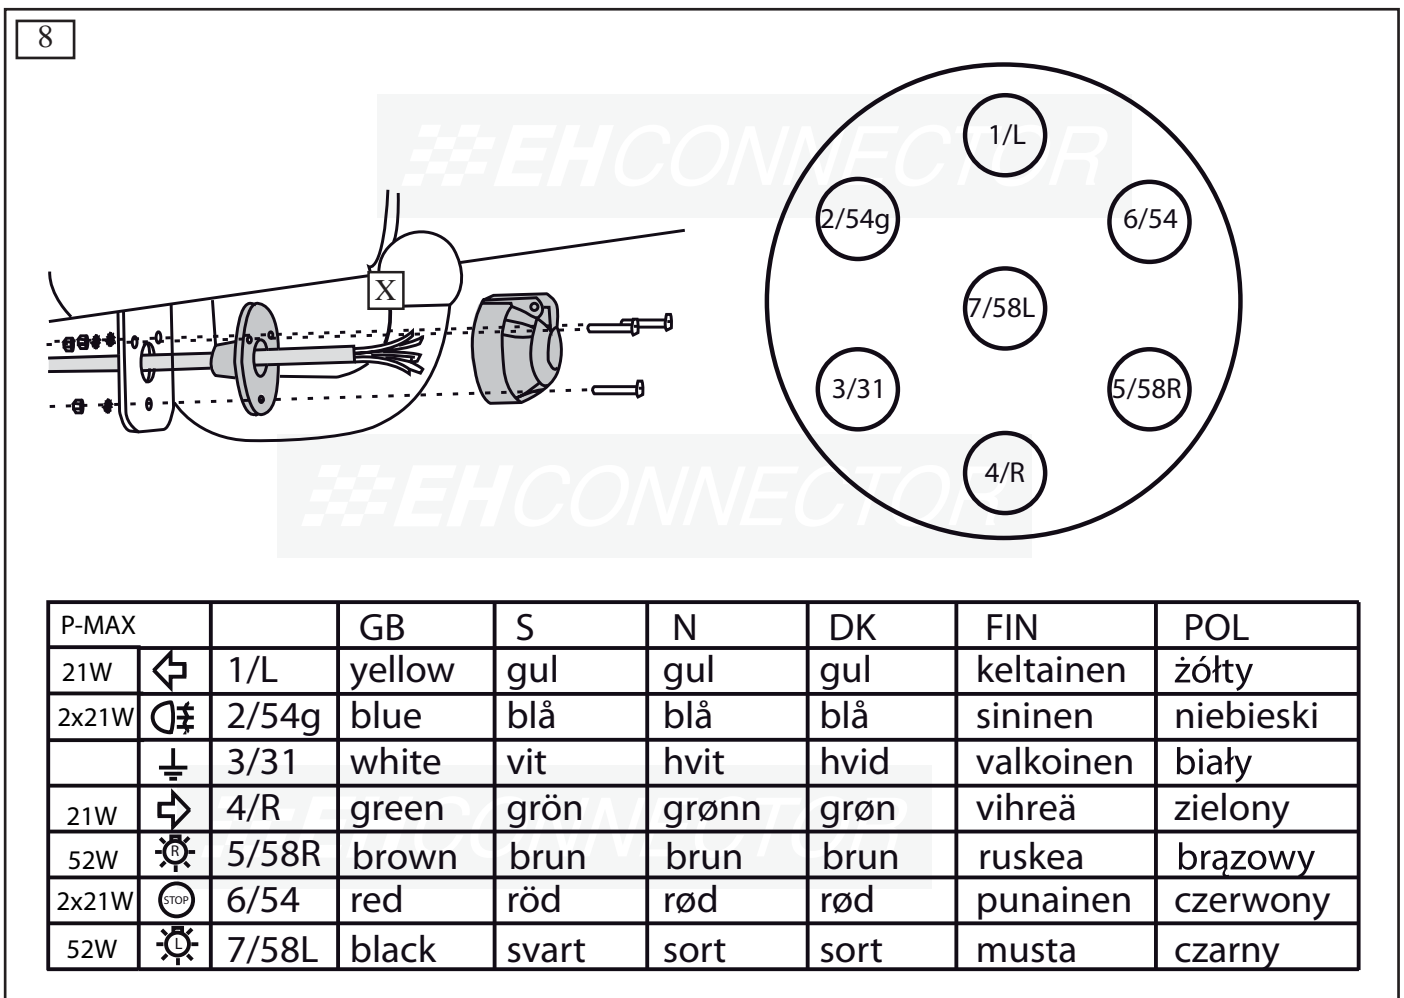 8
EHCONNECTOR
1/L
2/54g
6/54
X
7/58L
3/31
5/58R
4/R
EHCONNECTOR
P-MAX GB S N DK FIN POL
21W 1/L yellow gul gul gul keltainen żółty
2x21W 2/54g blue blå blå blå sininen niebieski
3/31 white vit hvit hvid valkoinen biały
21W 4/R green grön grønn grøn vihreä zielony
52W R 5/58R brown brun brun brun ruskea brązowy
2x21W STOP 6/54 red röd rød rød punainen czerwony
52W L 7/58L black svart sort sort musta czarny
EHCONNECTOR